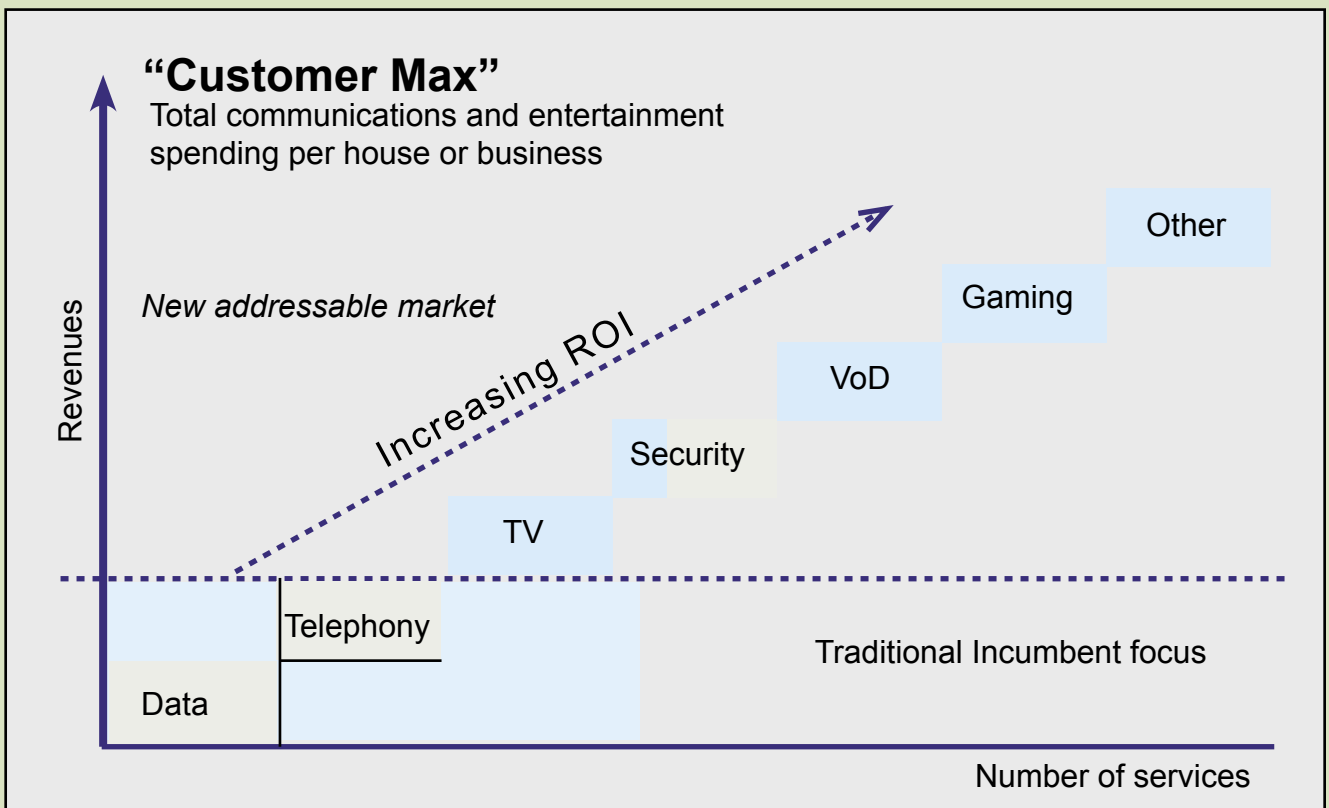 “Customer Max”
Total communications and entertainment
spending per house or business
Other
Gaming
New addressable market
Increasing ROI
Revenues
VoD
Security
TV
Telephony
Traditional Incumbent focus
Data
Number of services